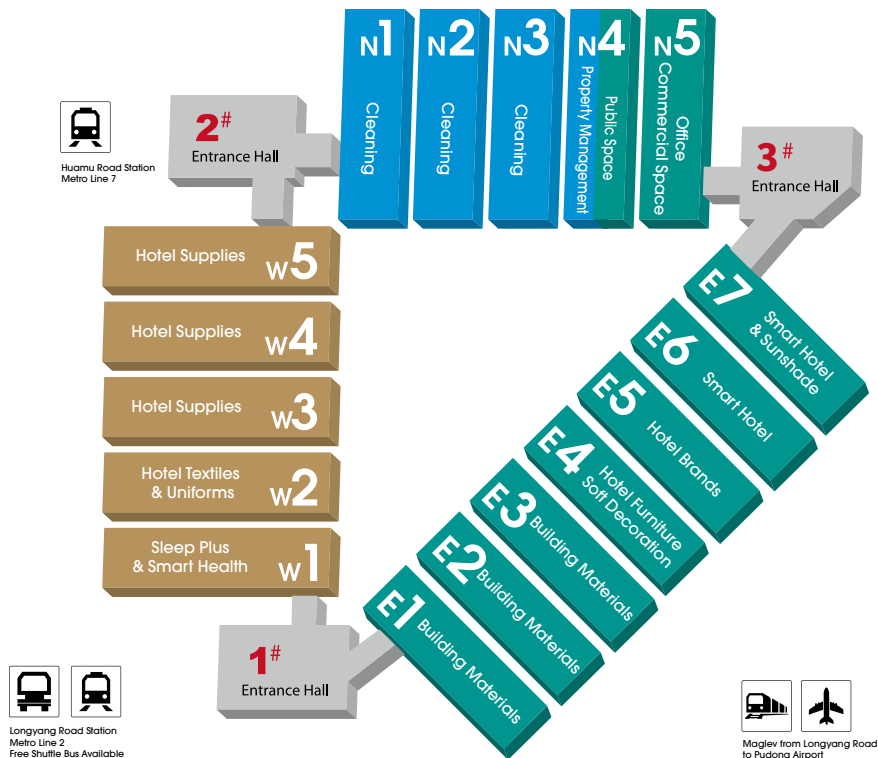 N1
Cleaning
N2
Cleaning
N3
Cleaning
N4
Property Management
Public Space
N5
Office
Commercial Space
2#
Entrance Hall
3#
Entrance Hall
Huamu Road Station
Metro Line 7
Hotel Supplies
W5
Hotel Supplies
W4
Hotel Supplies
W3
Hotel Textiles
& Uniforms
W2
Sleep Plus
& Smart Health
W1
E7
Smart Hotel
& Sunshade
E6
Smart Hotel
E5
Hotel Brands
E4
Hotel Furniture
Soft Decoration
E3
Building Materials
E2
Building Materials
E1
Building Materials
1#
Entrance Hall
Longyang Road Station
Metro Line 2
Free Shuttle Bus Available
Maglev from Longyang Road
to Pudong Airport